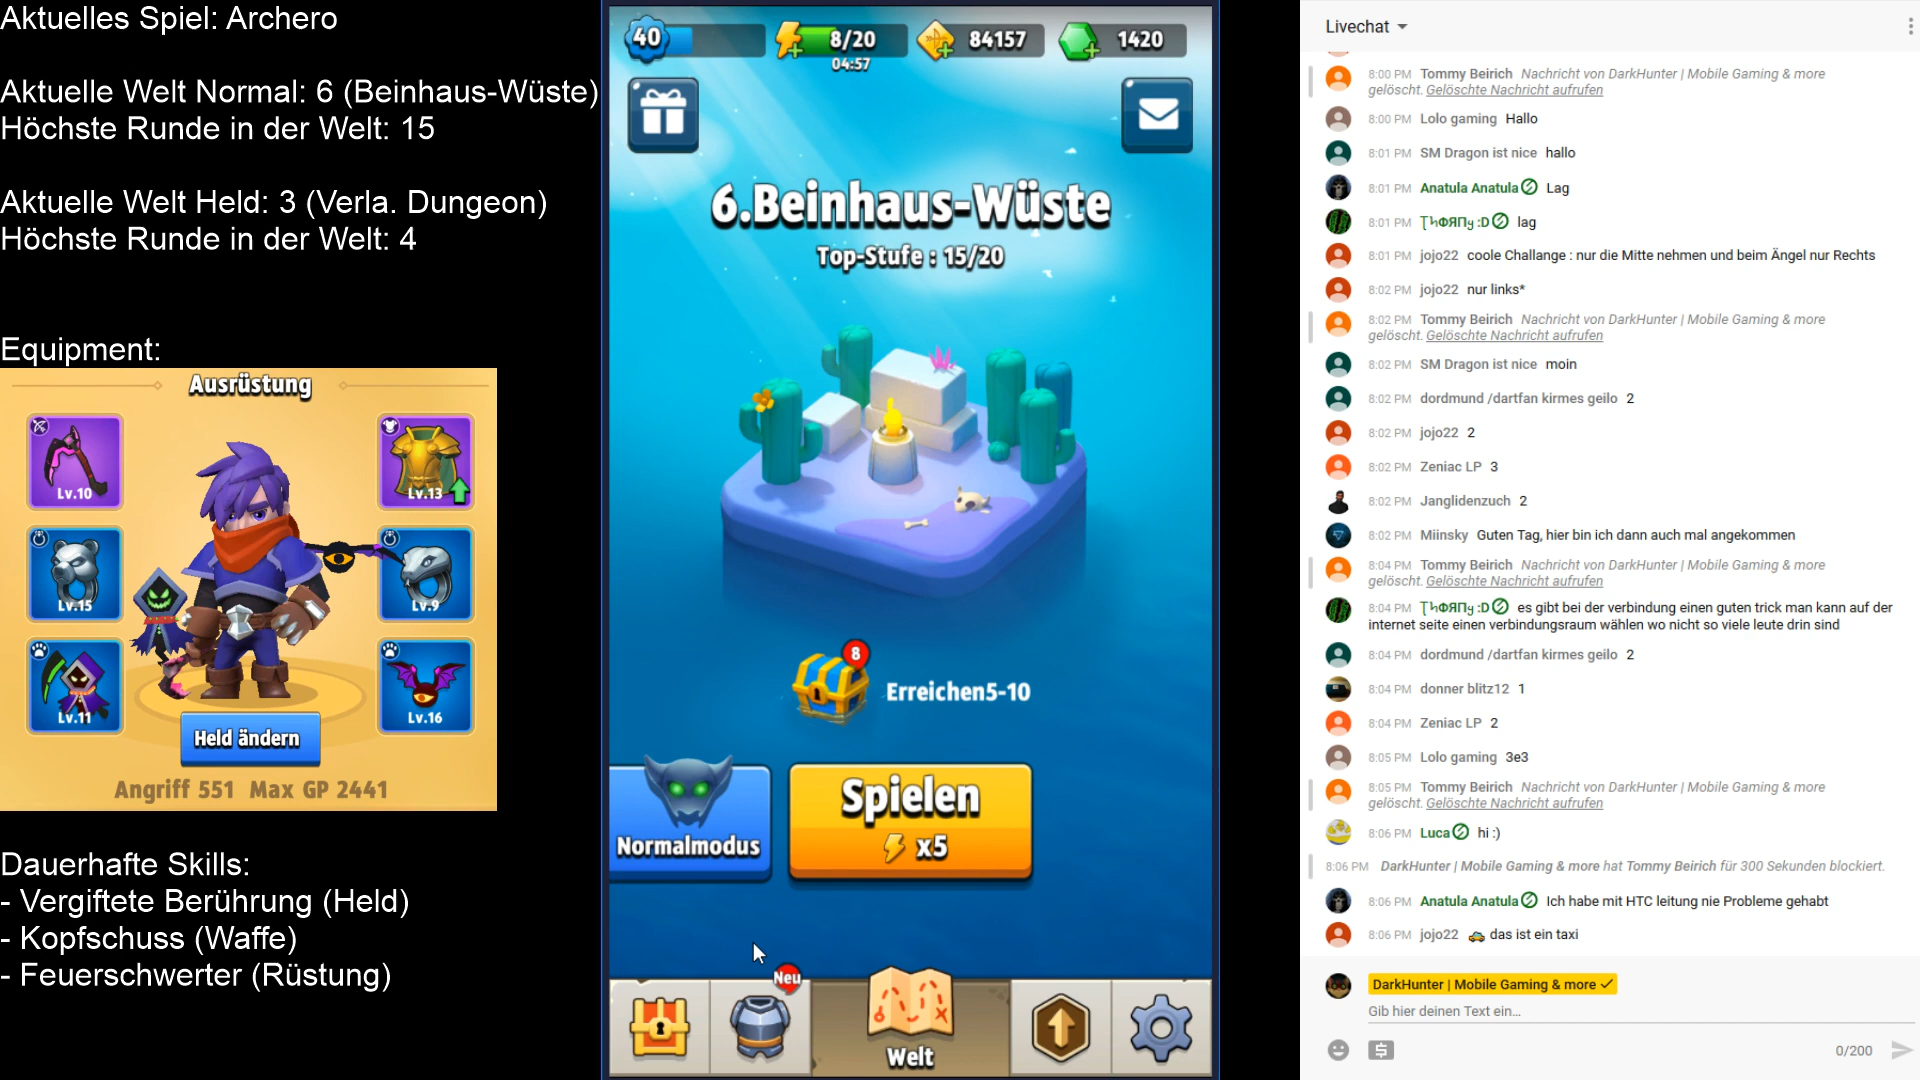 Aktuelles Spiel: Archero
Aktuelle Welt Normal: 6 (Beinhaus-Wüste)
Höchste Runde in der Welt: 15
Aktuelle Welt Held: 3 (Verla. Dungeon)
Höchste Runde in der Welt: 4
Equipment:
Ausrüstung
Lv.10
Lv.13
Lv.15
Lv.9
Lv.11
Lv.16
Held ändern
Angriff 551 Max GP 2441
Dauerhafte Skills:
- Vergiftete Berührung (Held)
- Kopfschuss (Waffe)
- Feuerschwerter (Rüstung)
40
8/20
04:57
84157
1420
6.Beinhaus-Wüste
Top-Stufe : 15/20
8
Erreichen5-10
Normalmodus
Spielen
x5
Neu
Welt
Livechat
8:00 PM Tommy Beirich Nachricht von DarkHunter | Mobile Gaming & more
gelöscht. Gelöschte Nachricht aufrufen
8:00 PM Lolo gaming Hallo
8:01 PM SM Dragon ist nice hallo
8:01 PM Anatula Anatula Lag
8:01 PM :D lag
8:01 PM jojo22 coole Challange : nur die Mitte nehmen und beim Ängel nur Rechts
8:02 PM jojo22 nur links*
8:02 PM Tommy Beirich Nachricht von DarkHunter | Mobile Gaming & more
gelöscht. Gelöschte Nachricht aufrufen
8:02 PM SM Dragon ist nice moin
8:02 PM dordmund /dartfan kirmes geilo 2
8:02 PM jojo22 2
8:02 PM Zeniac LP 3
8:02 PM Janglidenzuch 2
8:02 PM Miinsky Guten Tag, hier bin ich dann auch mal angekommen
8:04 PM Tommy Beirich Nachricht von DarkHunter | Mobile Gaming & more
gelöscht. Gelöschte Nachricht aufrufen
8:04 PM :D es gibt bei der verbindung einen guten trick man kann auf der
internet seite einen verbindungsraum wählen wo nicht so viele leute drin sind
8:04 PM dordmund /dartfan kirmes geilo 2
8:04 PM donner blitz12 1
8:04 PM Zeniac LP 2
8:05 PM Lolo gaming 3e3
8:05 PM Tommy Beirich Nachricht von DarkHunter | Mobile Gaming & more
gelöscht. Gelöschte Nachricht aufrufen
8:06 PM Luca hi :)
8:06 PM DarkHunter | Mobile Gaming & more hat Tommy Beirich für 300 Sekunden blockiert.
8:06 PM Anatula Anatula Ich habe mit HTC leitung nie Probleme gehabt
8:06 PM jojo22 🚕 das ist ein taxi
DarkHunter | Mobile Gaming & more ✓
Gib hier deinen Text ein...
0/200